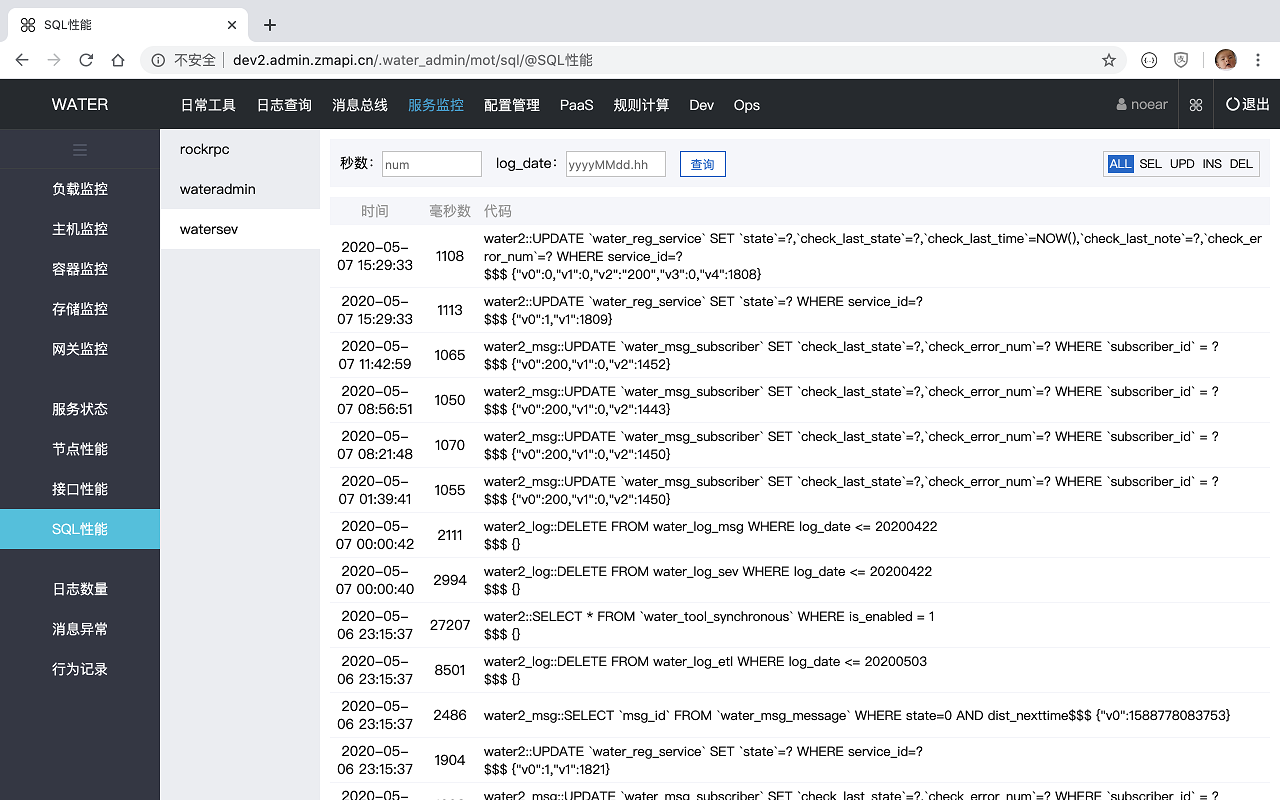 SQL性能
不安全 dev2.admin.zmapi.cn/.water_admin/mot/sql/@SQL性能
WATER 日常工具 日志查询 消息总线 服务监控 配置管理 PaaS 规则计算 Dev Ops noear 退出
负载监控
主机监控
容器监控
存储监控
网关监控
服务状态
节点性能
接口性能
SQL性能
日志数量
消息异常
行为记录
rockrpc
wateradmin
watersev
秒数: num log_date: yyyyMMdd.hh 查询 ALL SEL UPD INS DEL
时间 毫秒数 代码
2020-05-
07 15:29:33
1108
water2::UPDATE `water_reg_service` SET `state`=?,`check_last_state`=?,`check_last_time`=NOW(),`check_last_note`=?,`check_er
ror_num`=? WHERE service_id=?
$$$ {"v0":0,"v1":0,"v2":"200","v3":0,"v4":1808}
2020-05-
07 15:29:33
1113
water2::UPDATE `water_reg_service` SET `state`=? WHERE service_id=?
$$$ {"v0":1,"v1":1809}
2020-05-
07 11:42:59
1065
water2_msg::UPDATE `water_msg_subscriber` SET `check_last_state`=?,`check_error_num`=? WHERE `subscriber_id` = ?
$$$ {"v0":200,"v1":0,"v2":1452}
2020-05-
07 08:56:51
1050
water2_msg::UPDATE `water_msg_subscriber` SET `check_last_state`=?,`check_error_num`=? WHERE `subscriber_id` = ?
$$$ {"v0":200,"v1":0,"v2":1443}
2020-05-
07 08:21:48
1070
water2_msg::UPDATE `water_msg_subscriber` SET `check_last_state`=?,`check_error_num`=? WHERE `subscriber_id` = ?
$$$ {"v0":200,"v1":0,"v2":1450}
2020-05-
07 01:39:41
1055
water2_msg::UPDATE `water_msg_subscriber` SET `check_last_state`=?,`check_error_num`=? WHERE `subscriber_id` = ?
$$$ {"v0":200,"v1":0,"v2":1450}
2020-05-
07 00:00:42
2111
water2_log::DELETE FROM water_log_msg WHERE log_date <= 20200422
$$$ {}
2020-05-
07 00:00:40
2994
water2_log::DELETE FROM water_log_sev WHERE log_date <= 20200422
$$$ {}
2020-05-
06 23:15:37
27207
water2::SELECT * FROM `water_tool_synchronous` WHERE is_enabled = 1
$$$ {}
2020-05-
06 23:15:37
8501
water2_log::DELETE FROM water_log_etl WHERE log_date <= 20200503
$$$ {}
2020-05-
06 23:15:37
2486
water2_msg::SELECT `msg_id` FROM `water_msg_message` WHERE state=0 AND dist_nexttime$$$ {"v0":1588778083753}
2020-05-
06 23:15:37
1904
water2::UPDATE `water_reg_service` SET `state`=? WHERE service_id=?
$$$ {"v0":1,"v1":1821}
2020-05-
water2_msg::UPDATE `water_msg_subscriber` SET `check_last_state`=?,`check_error_num`=? WHERE `subscriber_id` = ?